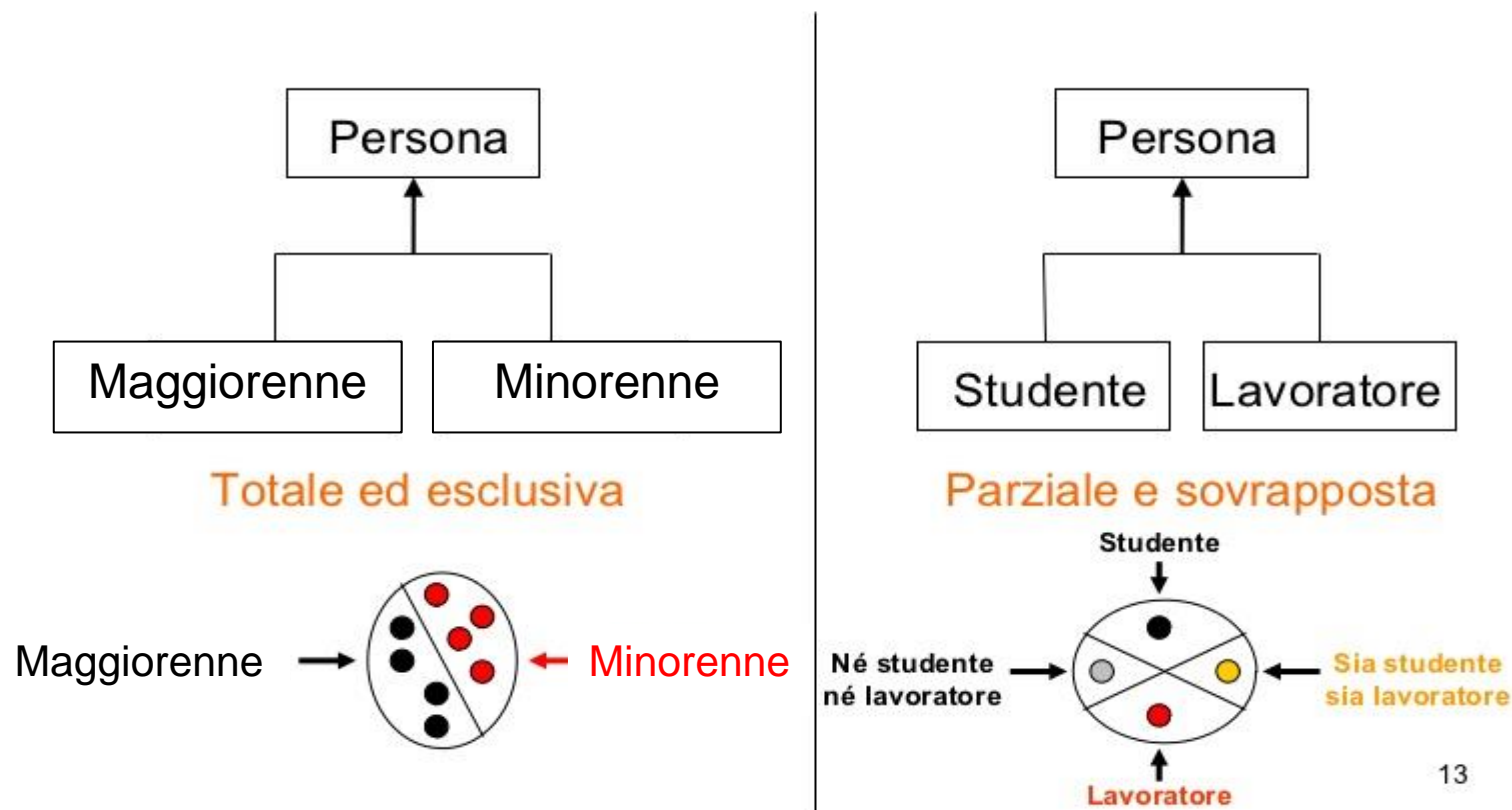 Persona
Maggiorenne
Minorenne
Totale ed esclusiva
Maggiorenne
Minorenne
Persona
Studente
Lavoratore
Parziale e sovrapposta
Studente
Né studente
né lavoratore
Sia studente
sia lavoratore
Lavoratore
13